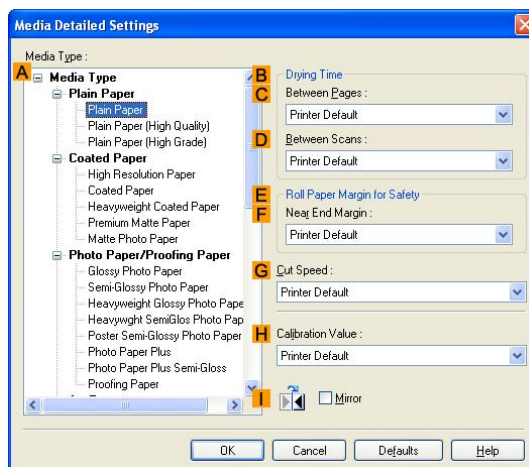 Media Detailed Settings
Media Type :
A
Media Type
Plain Paper
Plain Paper
Plain Paper (High Quality)
Plain Paper (High Grade)
Coated Paper
High Resolution Paper
Coated Paper
Heavyweight Coated Paper
Premium Matte Paper
Matte Photo Paper
Photo Paper/Proofing Paper
Glossy Photo Paper
Semi-Glossy Photo Paper
Heavyweight Glossy Photo Pape
Heavywght SemiGlos Photo Pap
Poster Semi-Glossy Photo Paper
Photo Paper Plus
Photo Paper Plus Semi-Gloss
Proofing Paper
B Drying Time
C Between Pages :
Printer Default
D Between Scans :
Printer Default
E Roll Paper Margin for Safety
F Near End Margin :
Printer Default
G Cut Speed :
Printer Default
H Calibration Value :
Printer Default
I Mirror
OK Cancel Defaults Help